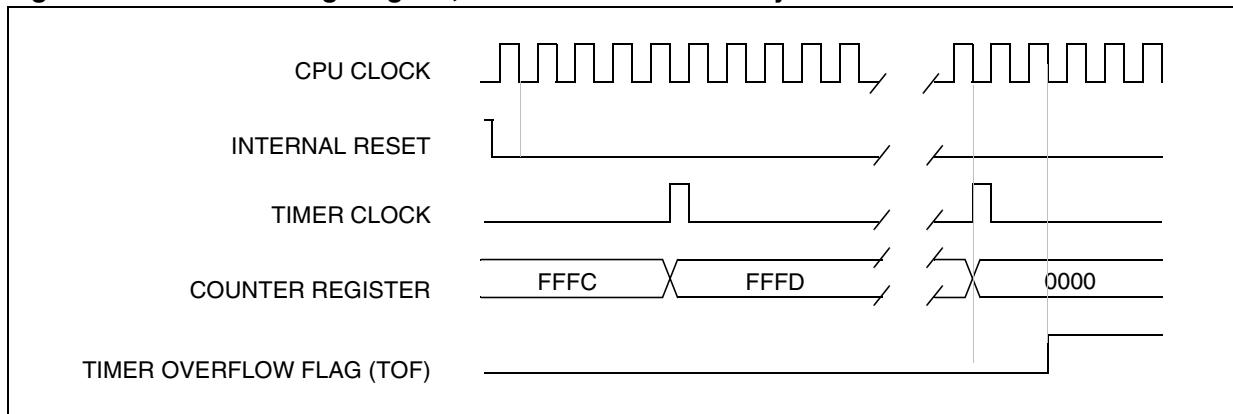 CPU CLOCK
INTERNAL RESET
TIMER CLOCK
COUNTER REGISTER FFFC FFFD 0000
TIMER OVERFLOW FLAG (TOF)